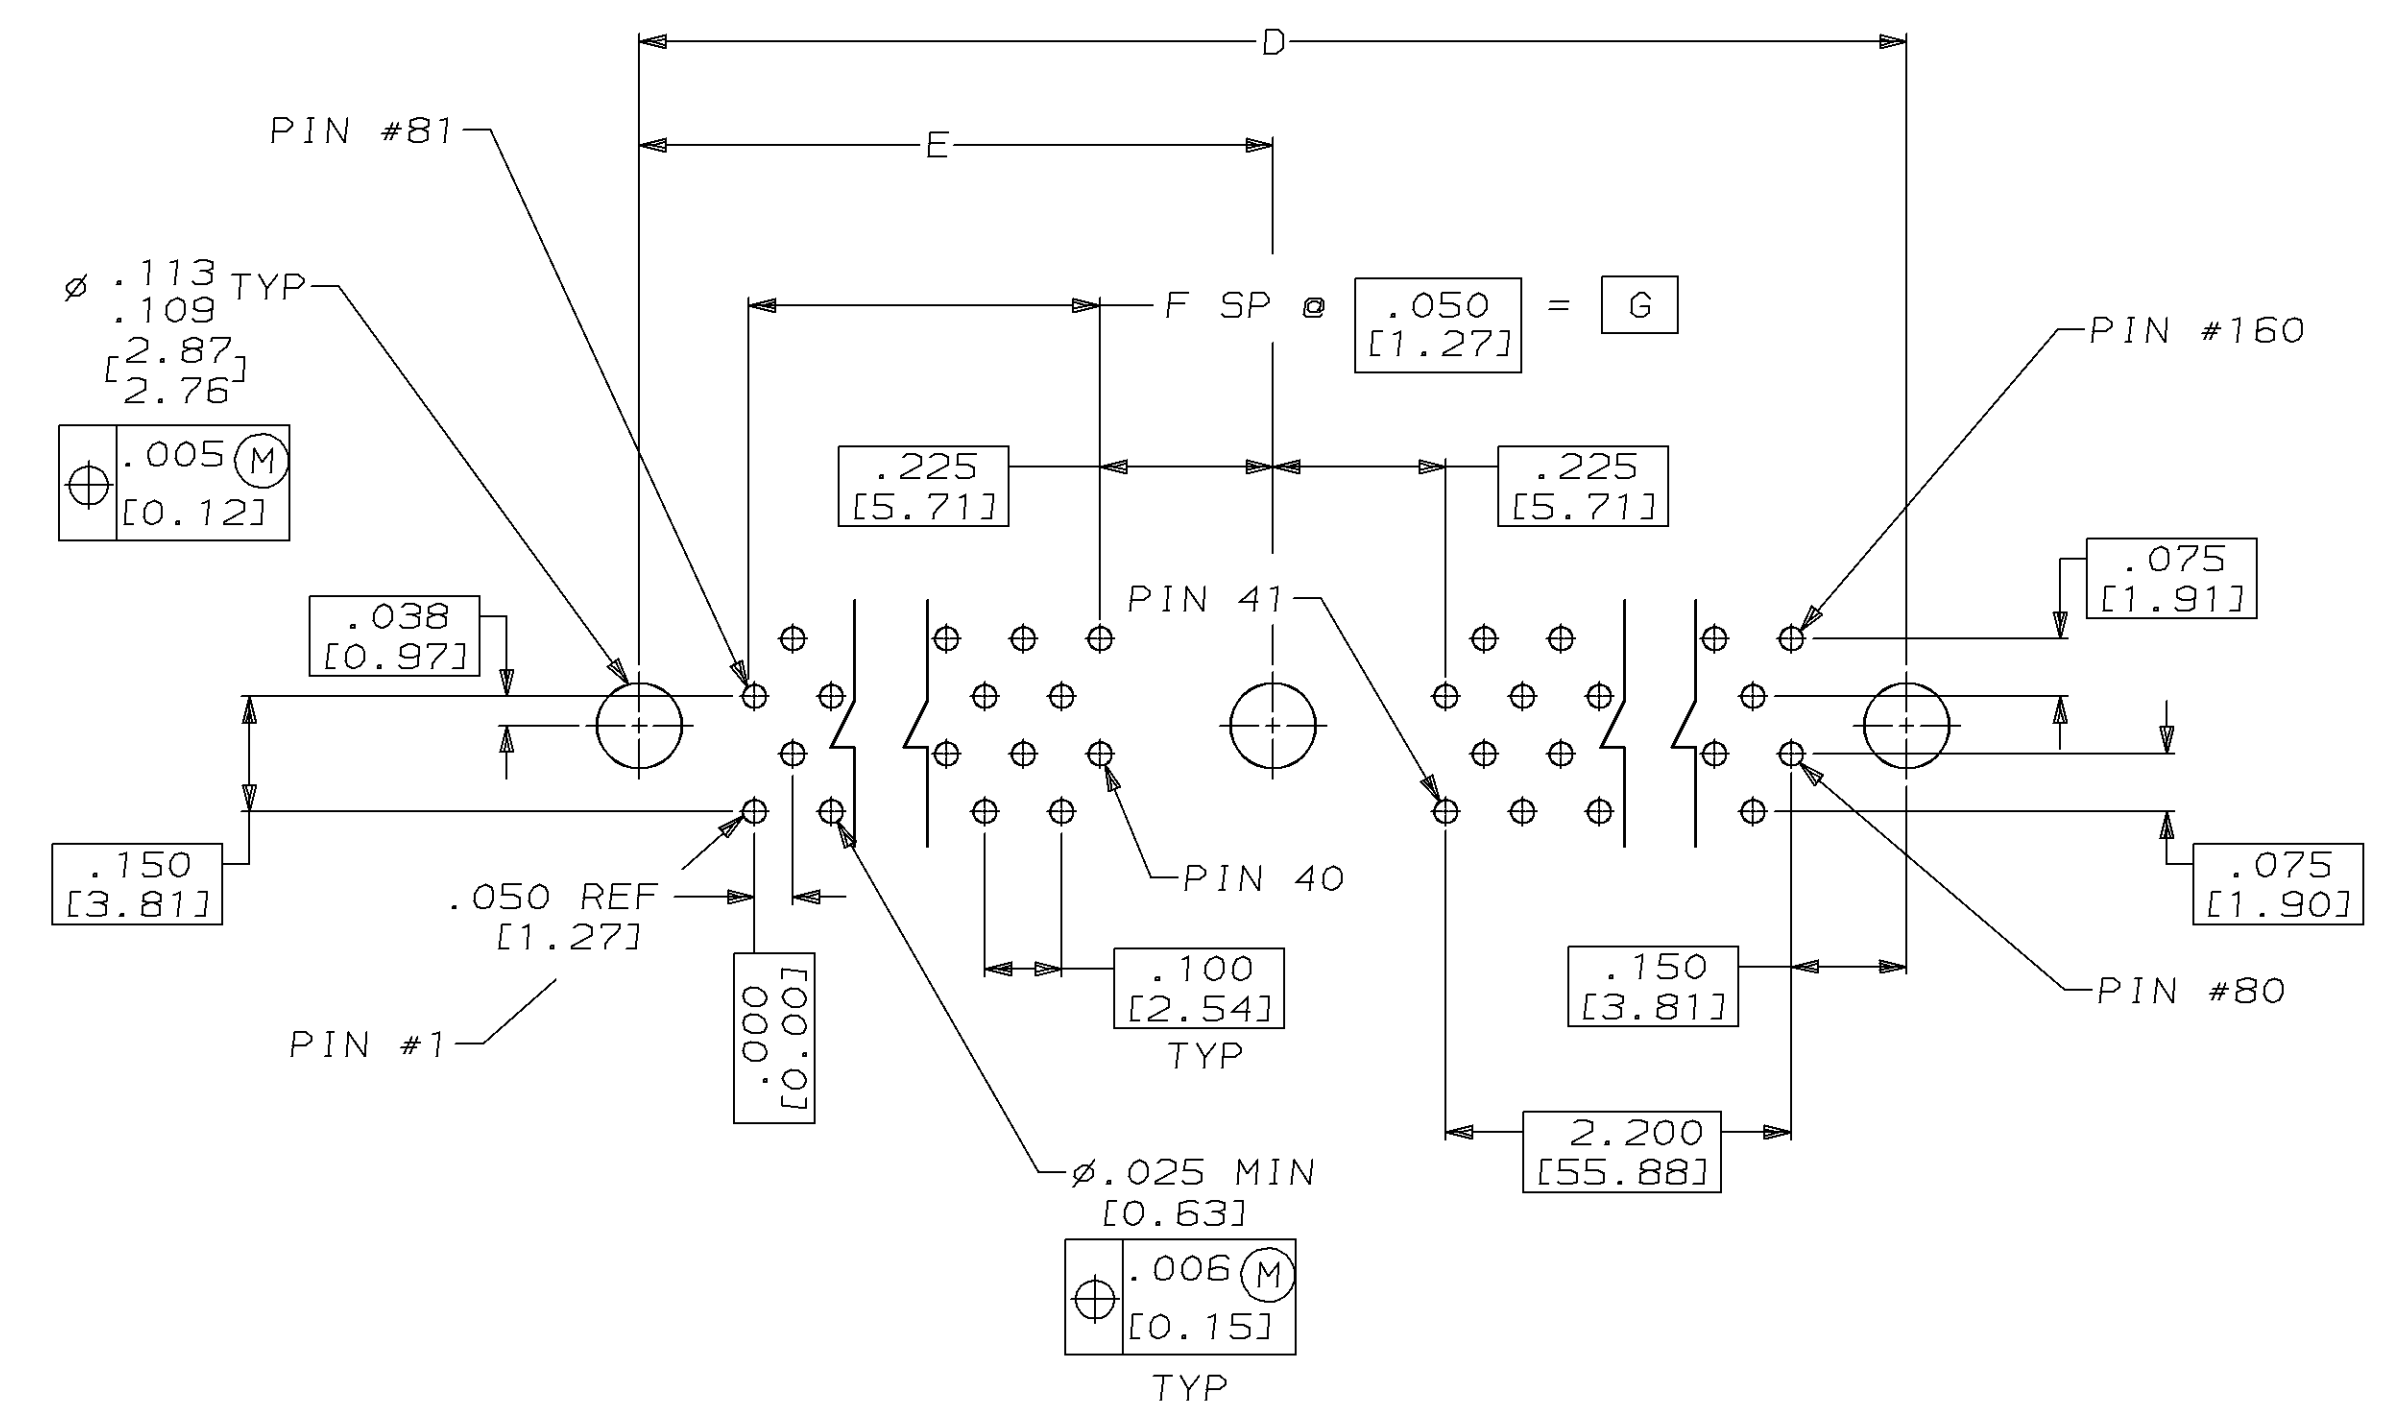 D
PIN #81
E
⌀ .113 TYP
.109
[2.87]
2.76
F SP @ .050 = G
[1.27]
PIN #160
.005 Ⓜ
[0.12]
.225
[5.71]
.225
[5.71]
.075
[1.91]
PIN 41
.038
[0.97]
.150
[3.81]
.050 REF
[1.27]
PIN 40
.075
[1.90]
.100
[2.54]
TYP
.150
[3.81]
PIN #80
.000
[0.00]
PIN #1
2.200
[55.88]
⌀.025 MIN
[0.63]
.006 Ⓜ
[0.15]
TYP